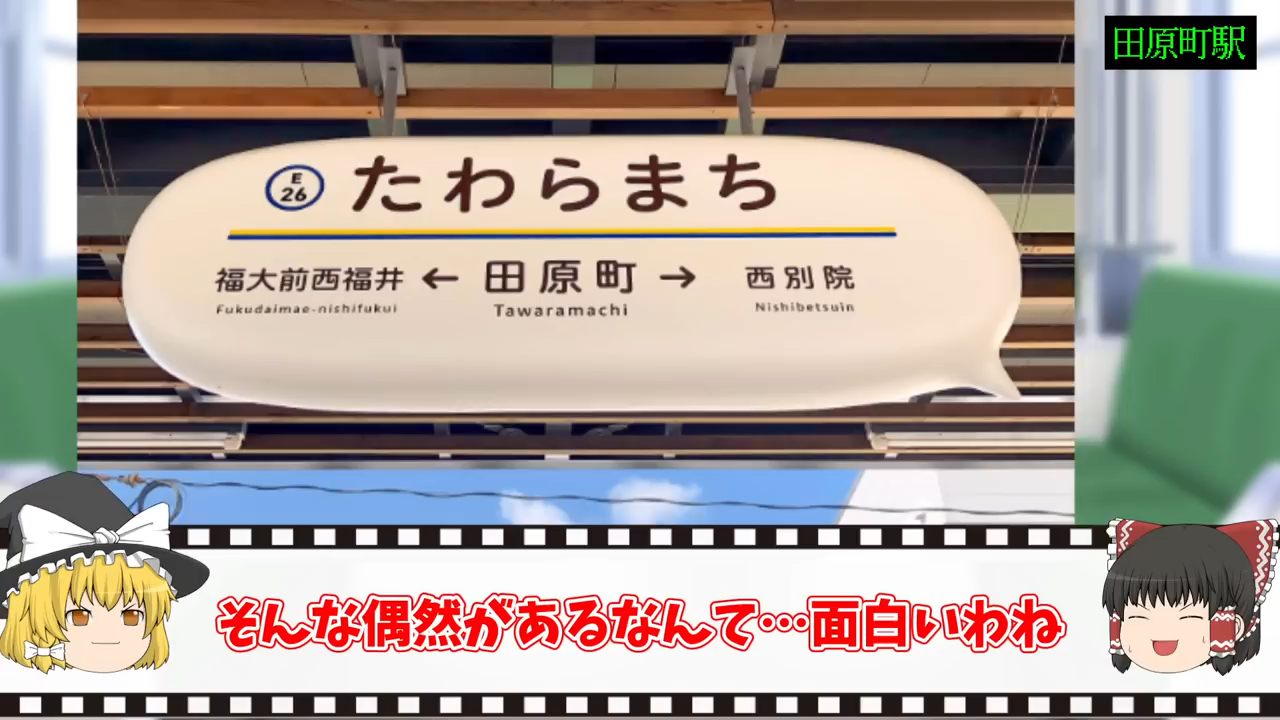 田原町駅
E
26
たわらまち
福大前西福井 ← 田原町 → 西別院
Fukudaimae-nishifukui Tawaramachi Nishibetsuin
そんな偶然があるなんて…面白いわね